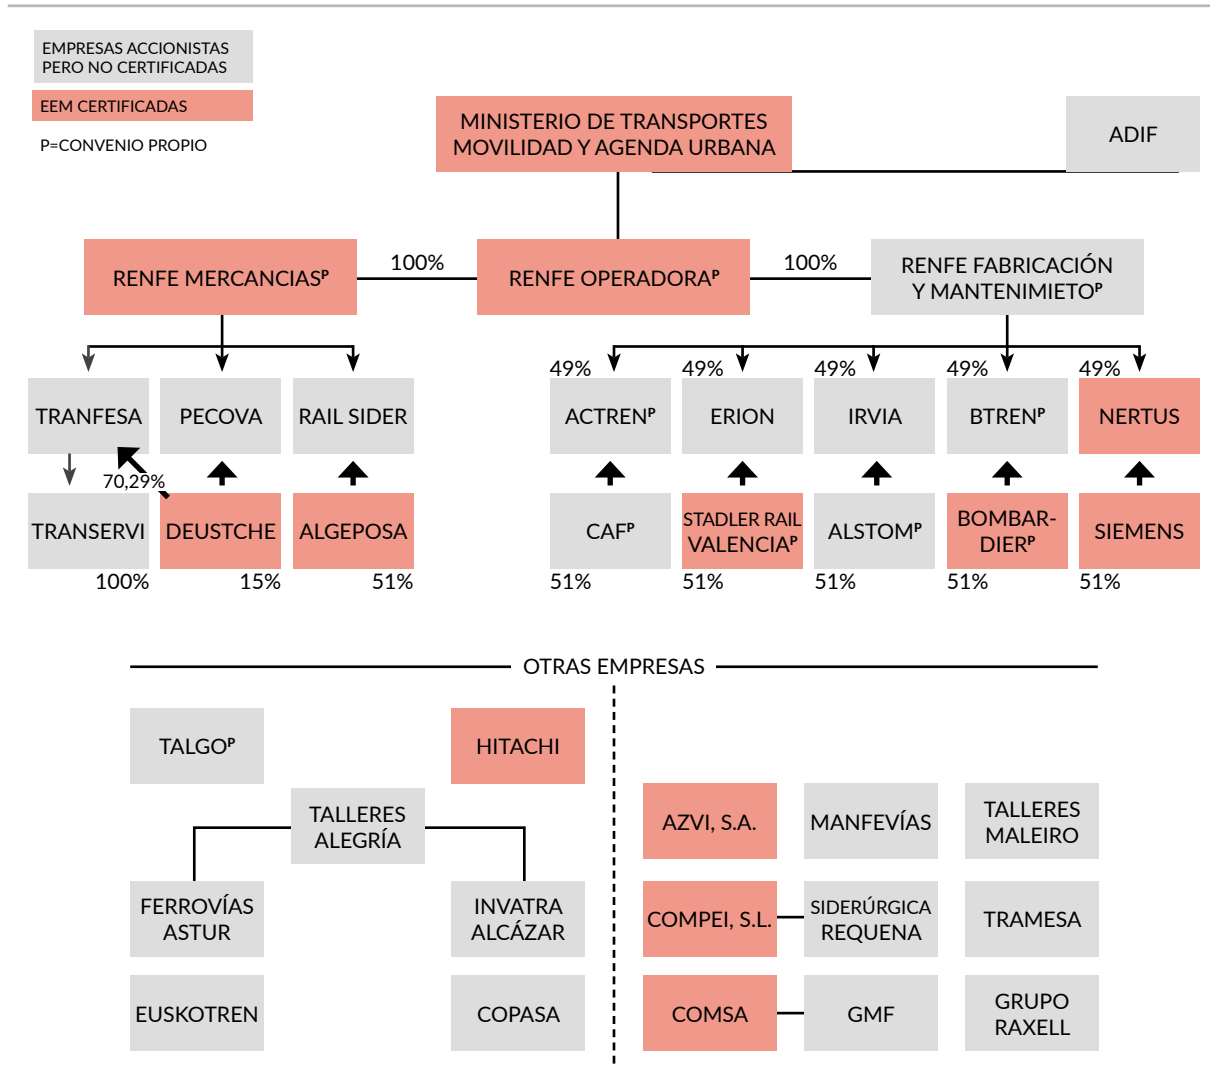 EMPRESAS ACCIONISTAS
PERO NO CERTIFICADAS
EEM CERTIFICADAS
P=CONVENIO PROPIO
MINISTERIO DE TRANSPORTES
MOVILIDAD Y AGENDA URBANA
ADIF
RENFE MERCANCIASᴾ
100%
RENFE OPERADORAᴾ
100%
RENFE FABRICACIÓN
Y MANTENIMIETOᴾ
49%
49%
49%
49%
49%
TRANFESA
PECOVA
RAIL SIDER
ACTRENᴾ
ERION
IRVIA
BTRENᴾ
NERTUS
70,29%
TRANSERVI
DEUSTCHE
ALGEPOSA
CAFᴾ
STADLER RAIL
VALENCIAᴾ
ALSTOMᴾ
BOMBAR-
DIERᴾ
SIEMENS
100%
15%
51%
51%
51%
51%
51%
51%
OTRAS EMPRESAS
TALGOᴾ
HITACHI
TALLERES
ALEGRÍA
FERROVÍAS
ASTUR
INVATRA
ALCÁZAR
EUSKOTREN
COPASA
AZVI, S.A.
MANFEVÍAS
TALLERES
MALEIRO
COMPEI, S.L.
SIDERÚRGICA
REQUENA
TRAMESA
COMSA
GMF
GRUPO
RAXELL